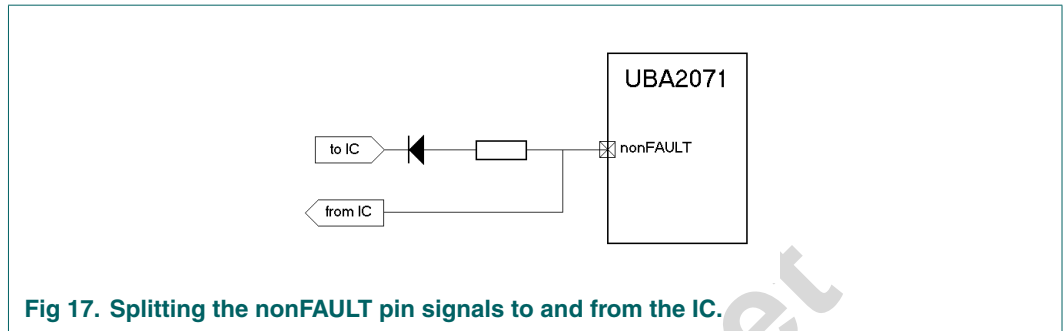 UBA2071
to IC
nonFAULT
from IC
Fig 17. Splitting the nonFAULT pin signals to and from the IC.